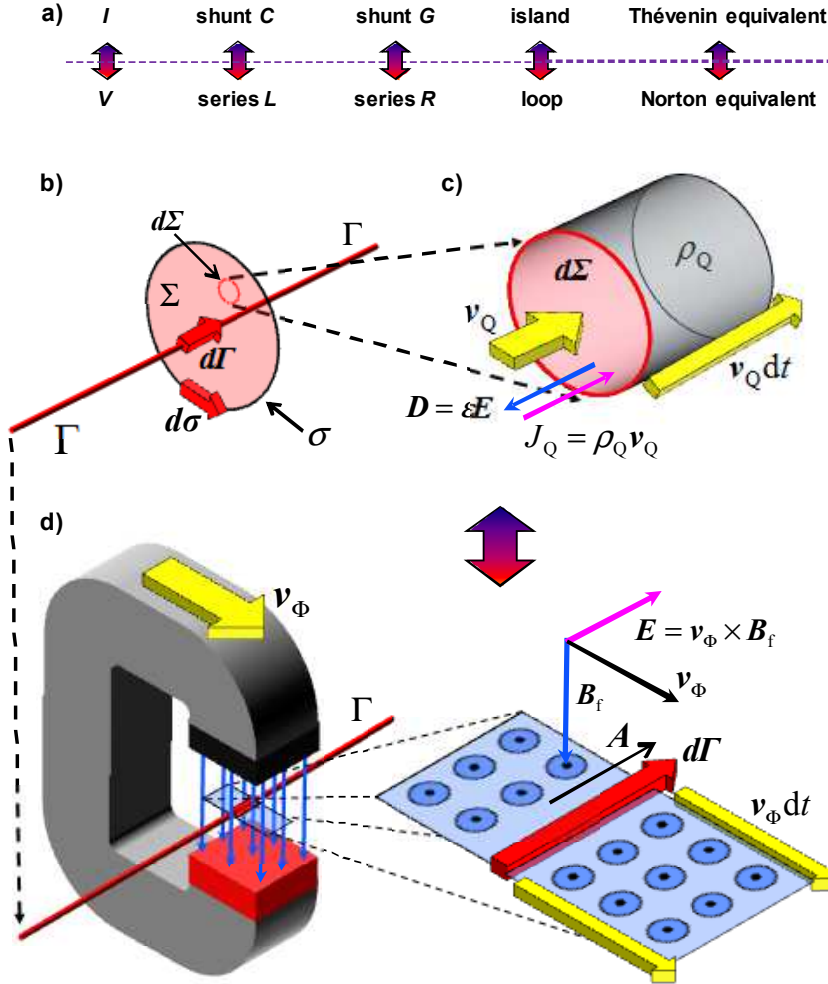 a)
I shunt C shunt G island Thévenin equivalent
V series L series R loop Norton equivalent
b)
dΣ
Σ
Γ
dΓ
dσ
σ
Γ
c)
ρQ
dΣ
vQ
vQdt
D = εE
JQ = ρQvQ
d)
vΦ
Γ
E = vΦ × Bf
vΦ
Bf
A
dΓ
vΦdt